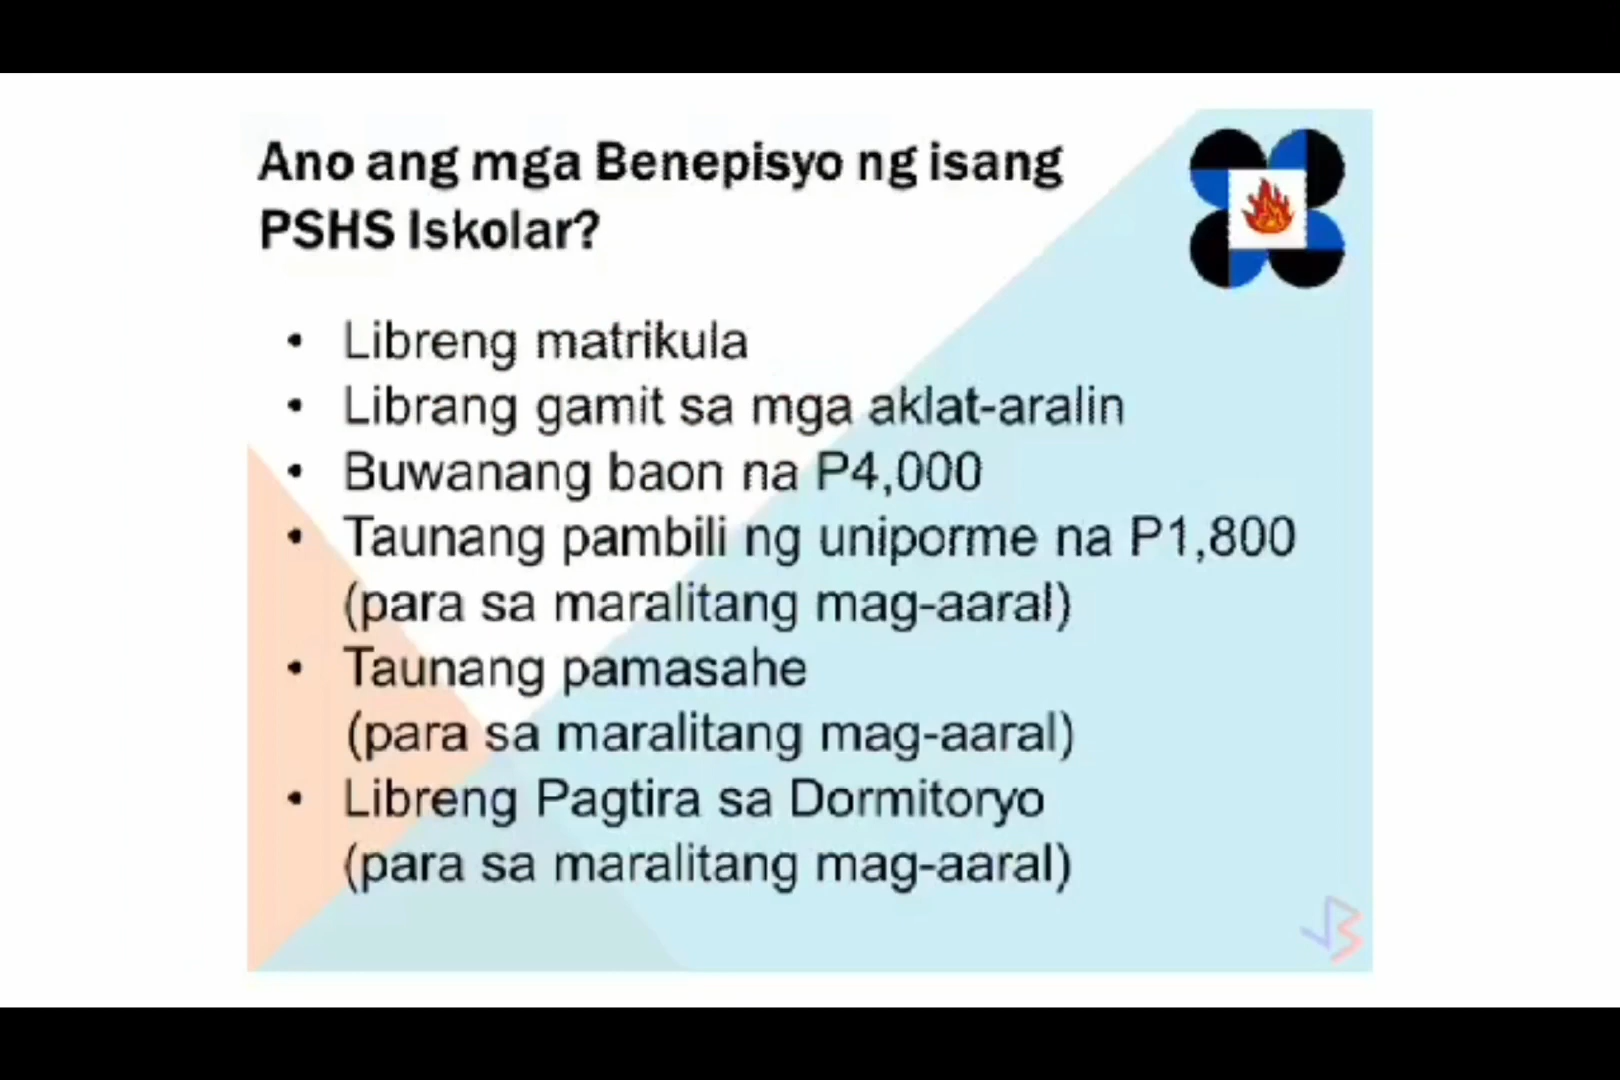 Ano ang mga Benepisyo ng isang
PSHS Iskolar?
• Libreng matrikula
• Librang gamit sa mga aklat-aralin
• Buwanang baon na P4,000
• Taunang pambili ng uniporme na P1,800
(para sa maralitang mag-aaral)
• Taunang pamasahe
(para sa maralitang mag-aaral)
• Libreng Pagtira sa Dormitoryo
(para sa maralitang mag-aaral)